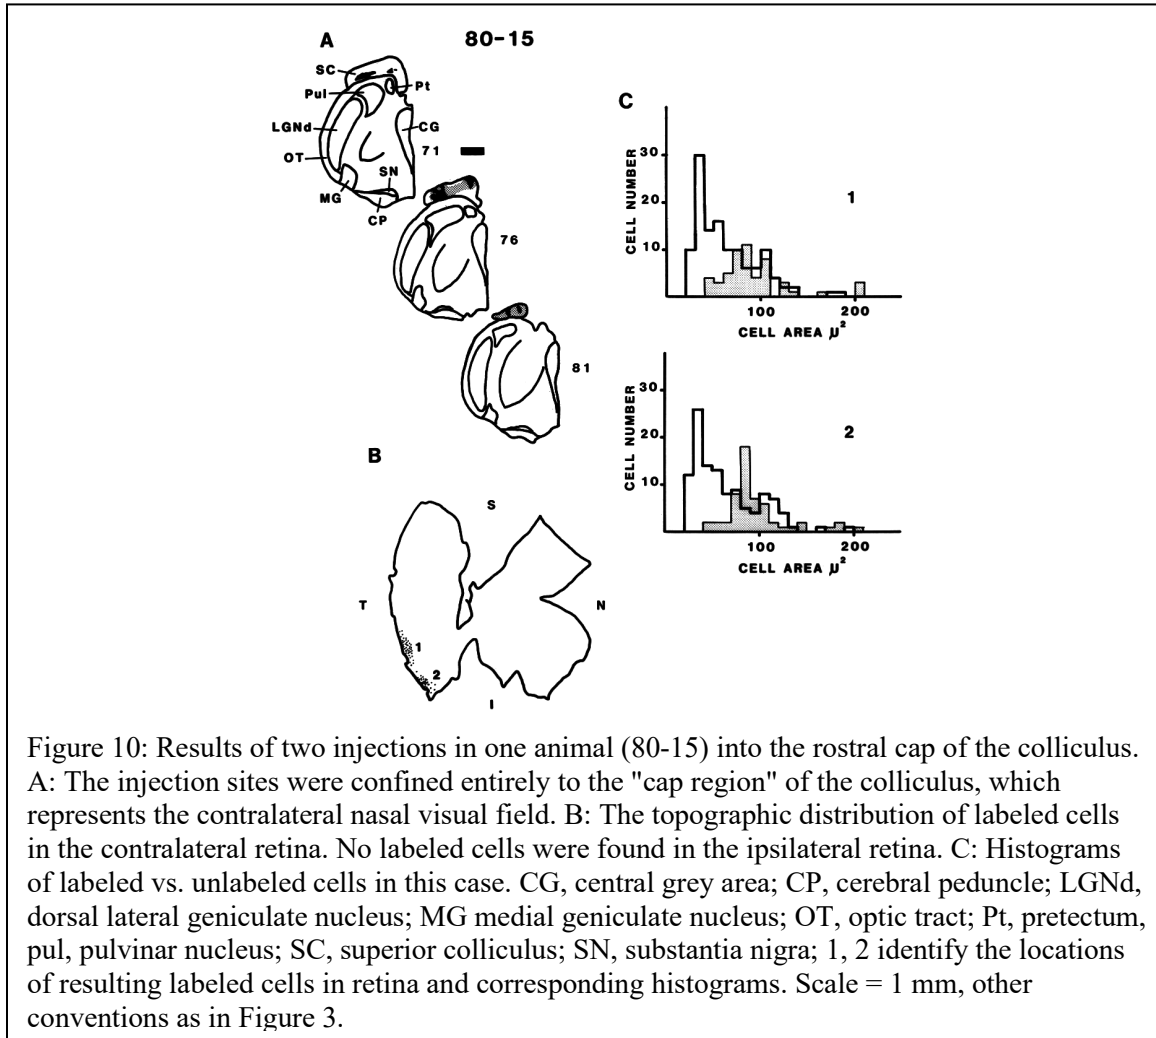 A 80-15
SC
Pt
Pul
LGNd
CG
OT
71
SN
MG
CP
76
81
B
S
T
N
1
2
I
C
CELL NUMBER
30
20
10
1
100 200
CELL AREA µ²
CELL NUMBER
30
20
10
2
100 200
CELL AREA µ²
Figure 10: Results of two injections in one animal (80-15) into the rostral cap of the colliculus.
A: The injection sites were confined entirely to the "cap region" of the colliculus, which
represents the contralateral nasal visual field. B: The topographic distribution of labeled cells
in the contralateral retina. No labeled cells were found in the ipsilateral retina. C: Histograms
of labeled vs. unlabeled cells in this case. CG, central grey area; CP, cerebral peduncle; LGNd,
dorsal lateral geniculate nucleus; MG medial geniculate nucleus; OT, optic tract; Pt, pretectum,
pul, pulvinar nucleus; SC, superior colliculus; SN, substantia nigra; 1, 2 identify the locations
of resulting labeled cells in retina and corresponding histograms. Scale = 1 mm, other
conventions as in Figure 3.